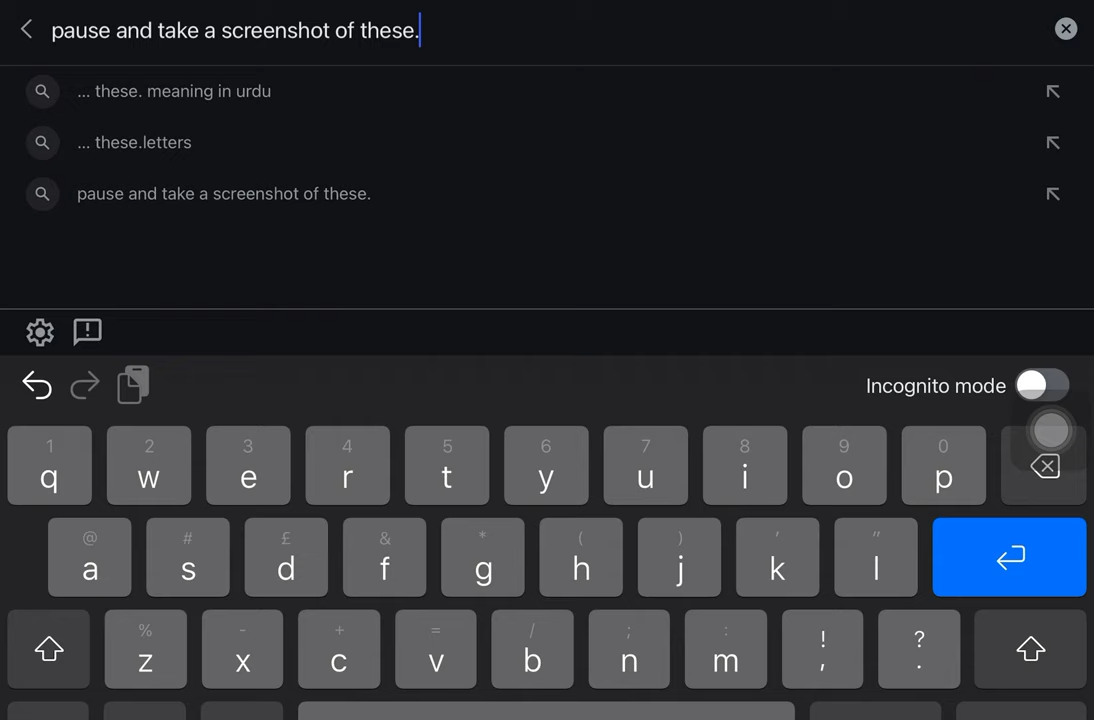 pause and take a screenshot of these.
... these. meaning in urdu
... these.letters
pause and take a screenshot of these.
Incognito mode
1 2 3 4 5 6 7 8 9 0
q w e r t y u i o p
@ # £ & * ( ) ' "
a s d f g h j k l
% - + = / ; : ! ?
z x c v b n m , .